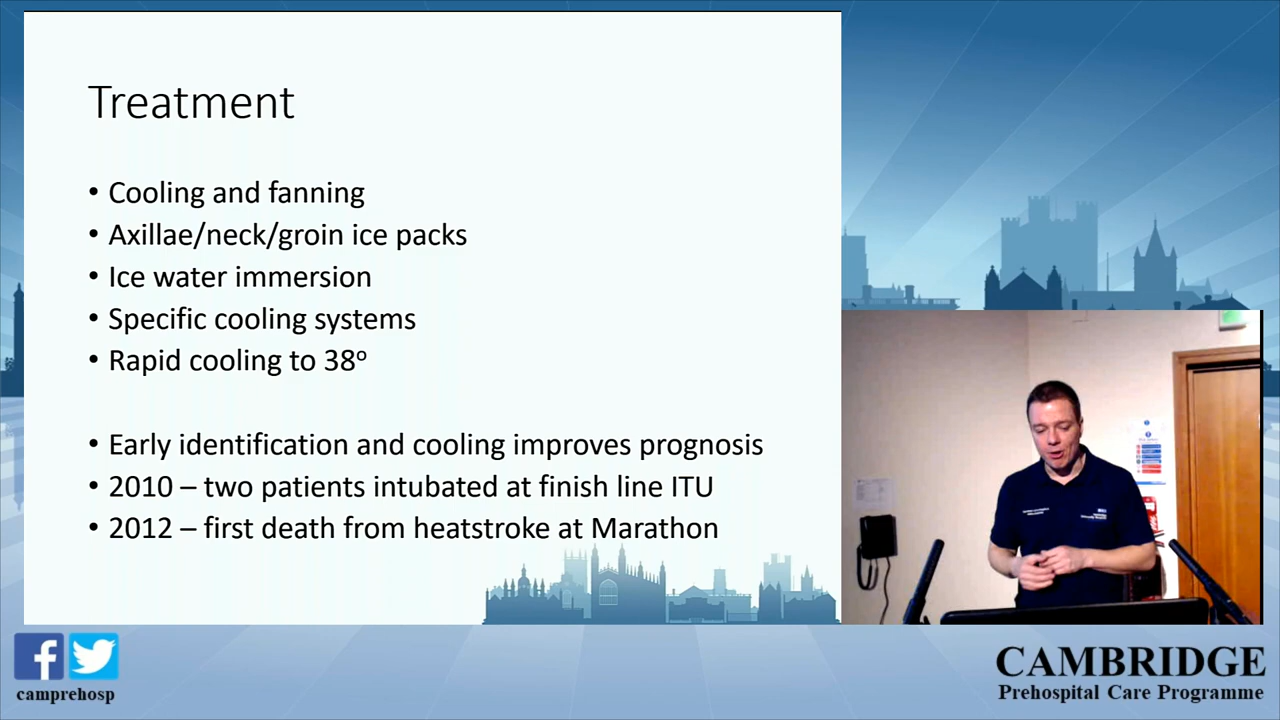 Treatment
• Cooling and fanning
• Axillae/neck/groin ice packs
• Ice water immersion
• Specific cooling systems
• Rapid cooling to 38º
• Early identification and cooling improves prognosis
• 2010 – two patients intubated at finish line ITU
• 2012 – first death from heatstroke at Marathon
camprehosp
CAMBRIDGE
Prehospital Care Programme